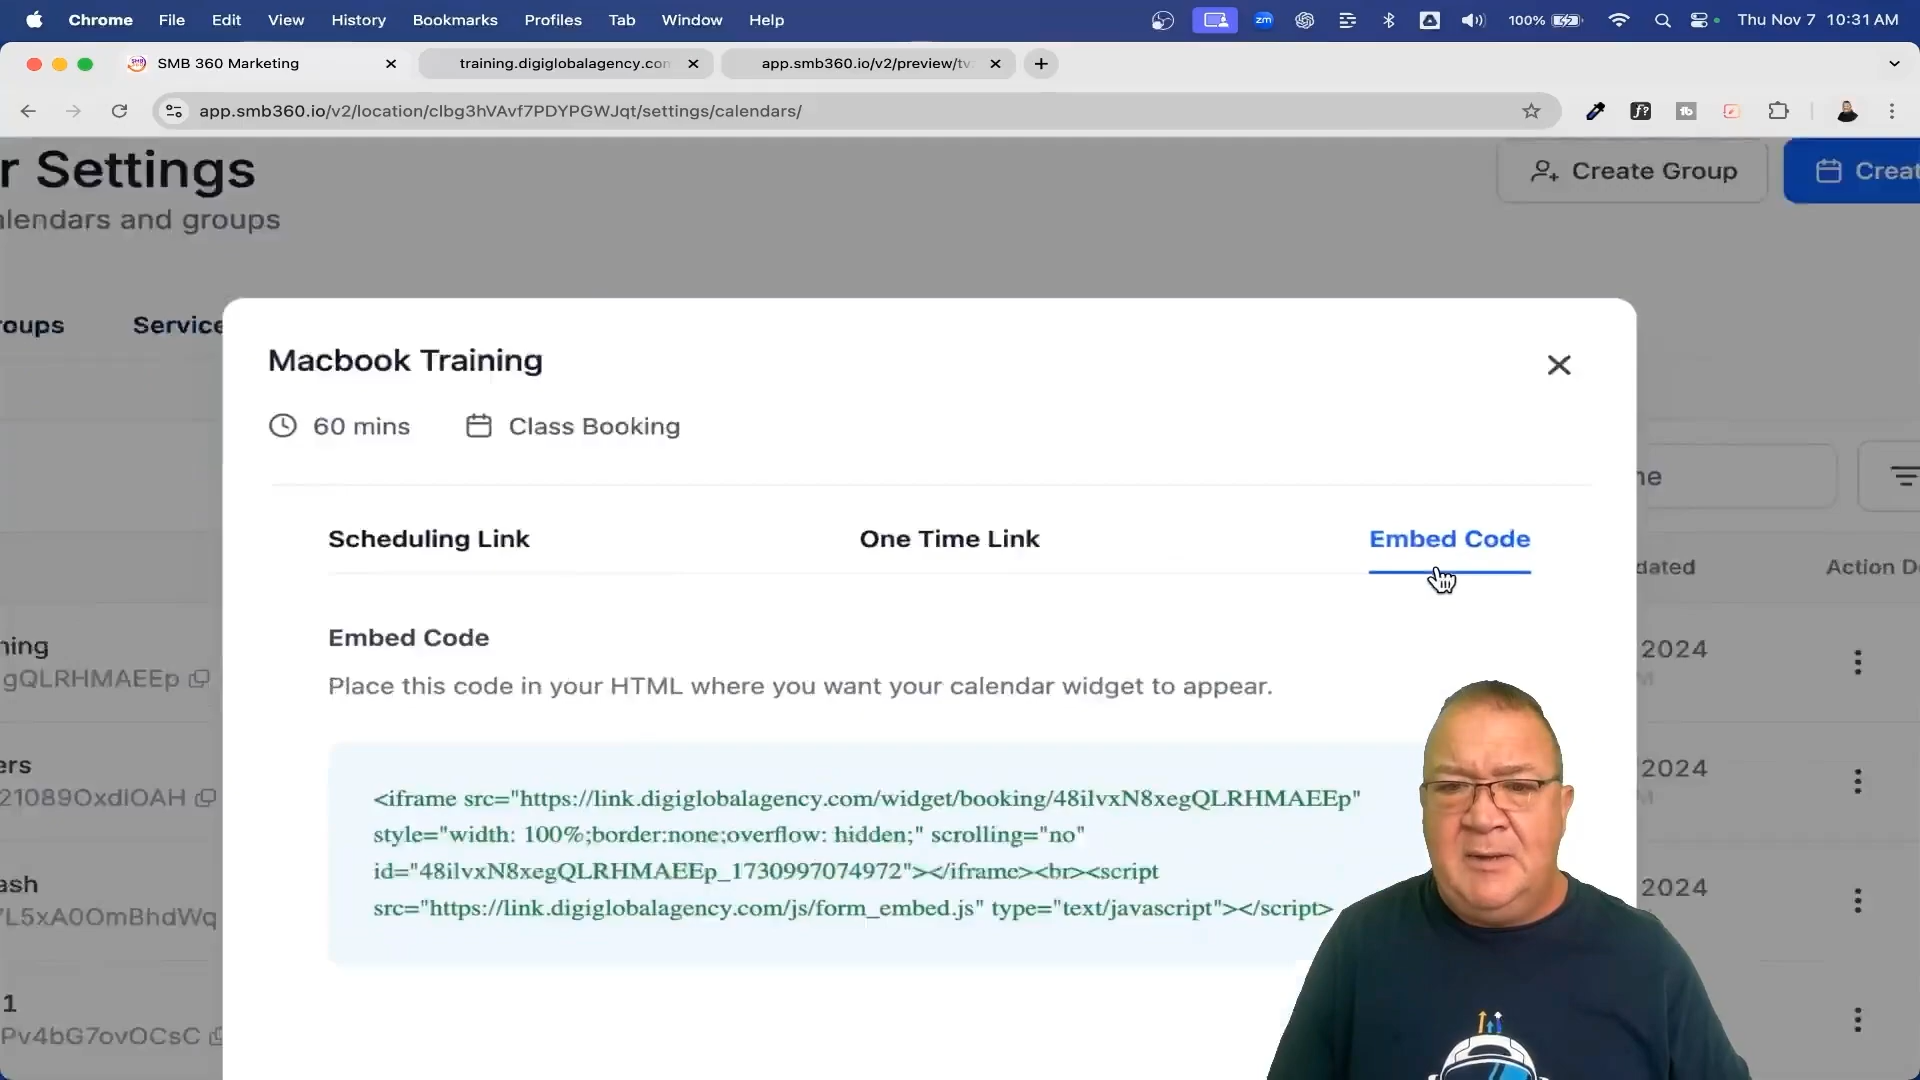 Chrome File Edit View History Bookmarks Profiles Tab Window Help zm 100% Thu Nov 7 10:31 AM
SMB 360 Marketing training.digiglobalagency.con app.smb360.io/v2/preview/tv
app.smb360.io/v2/location/clbg3hVAvf7PDYPGWJqt/settings/calendars/ f? tb
r Settings
alendars and groups
Create Group
Creat
oups Service
Macbook Training
60 mins Class Booking
ne
Scheduling Link One Time Link Embed Code
dated Action D
Embed Code
Place this code in your HTML where you want your calendar widget to appear.
ning
gQLRHMAEEp
2024
M
ers
21089OxdIOAH
2024
M
<iframe src="https://link.digiglobalagency.com/widget/booking/48ilvxN8xegQLRHMAEEp"
style="width: 100%;border:none;overflow: hidden;" scrolling="no"
id="48ilvxN8xegQLRHMAEEp_1730997074972"></iframe><br><script
src="https://link.digiglobalagency.com/js/form_embed.js" type="text/javascript"></script>
ash
L5xA0OmBhdWq
2024
1
Pv4bG7ovOCsC